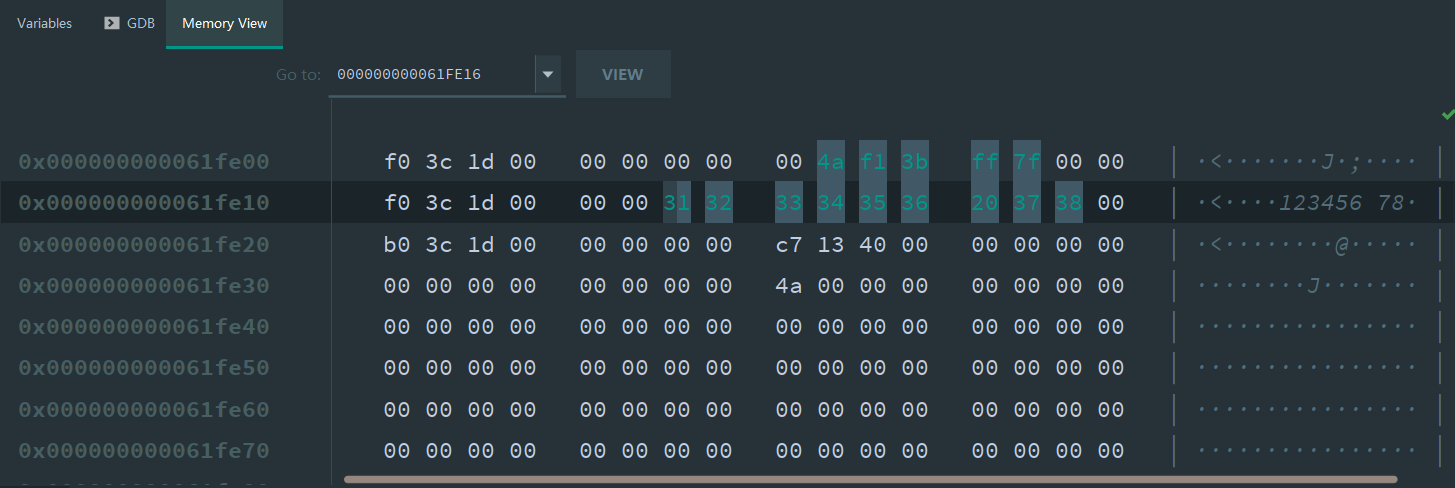 Variables GDB Memory View
Go to: 000000000061FE16 VIEW
0x000000000061fe00 f0 3c 1d 00 00 00 00 00 00 4a f1 3b ff 7f 00 00 |·<·······J·;····|
0x000000000061fe10 f0 3c 1d 00 00 00 31 32 33 34 35 36 20 37 38 00 |·<····123456 78·|
0x000000000061fe20 b0 3c 1d 00 00 00 00 00 c7 13 40 00 00 00 00 00 |·<········@·····|
0x000000000061fe30 00 00 00 00 00 00 00 00 4a 00 00 00 00 00 00 00 |········J·······|
0x000000000061fe40 00 00 00 00 00 00 00 00 00 00 00 00 00 00 00 00 |················|
0x000000000061fe50 00 00 00 00 00 00 00 00 00 00 00 00 00 00 00 00 |················|
0x000000000061fe60 00 00 00 00 00 00 00 00 00 00 00 00 00 00 00 00 |················|
0x000000000061fe70 00 00 00 00 00 00 00 00 00 00 00 00 00 00 00 00 |················|